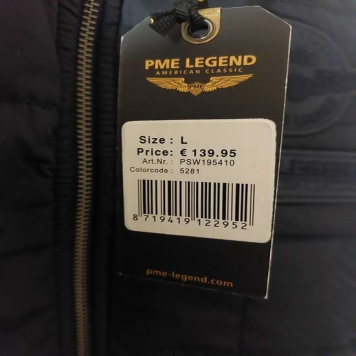 PME LEGEND
AMERICAN CLASSIC
Size : L
Price: € 139.95
Art.Nr. : PSW195410
Colorcode : 5281
8 719419 122952
pme-legend.com